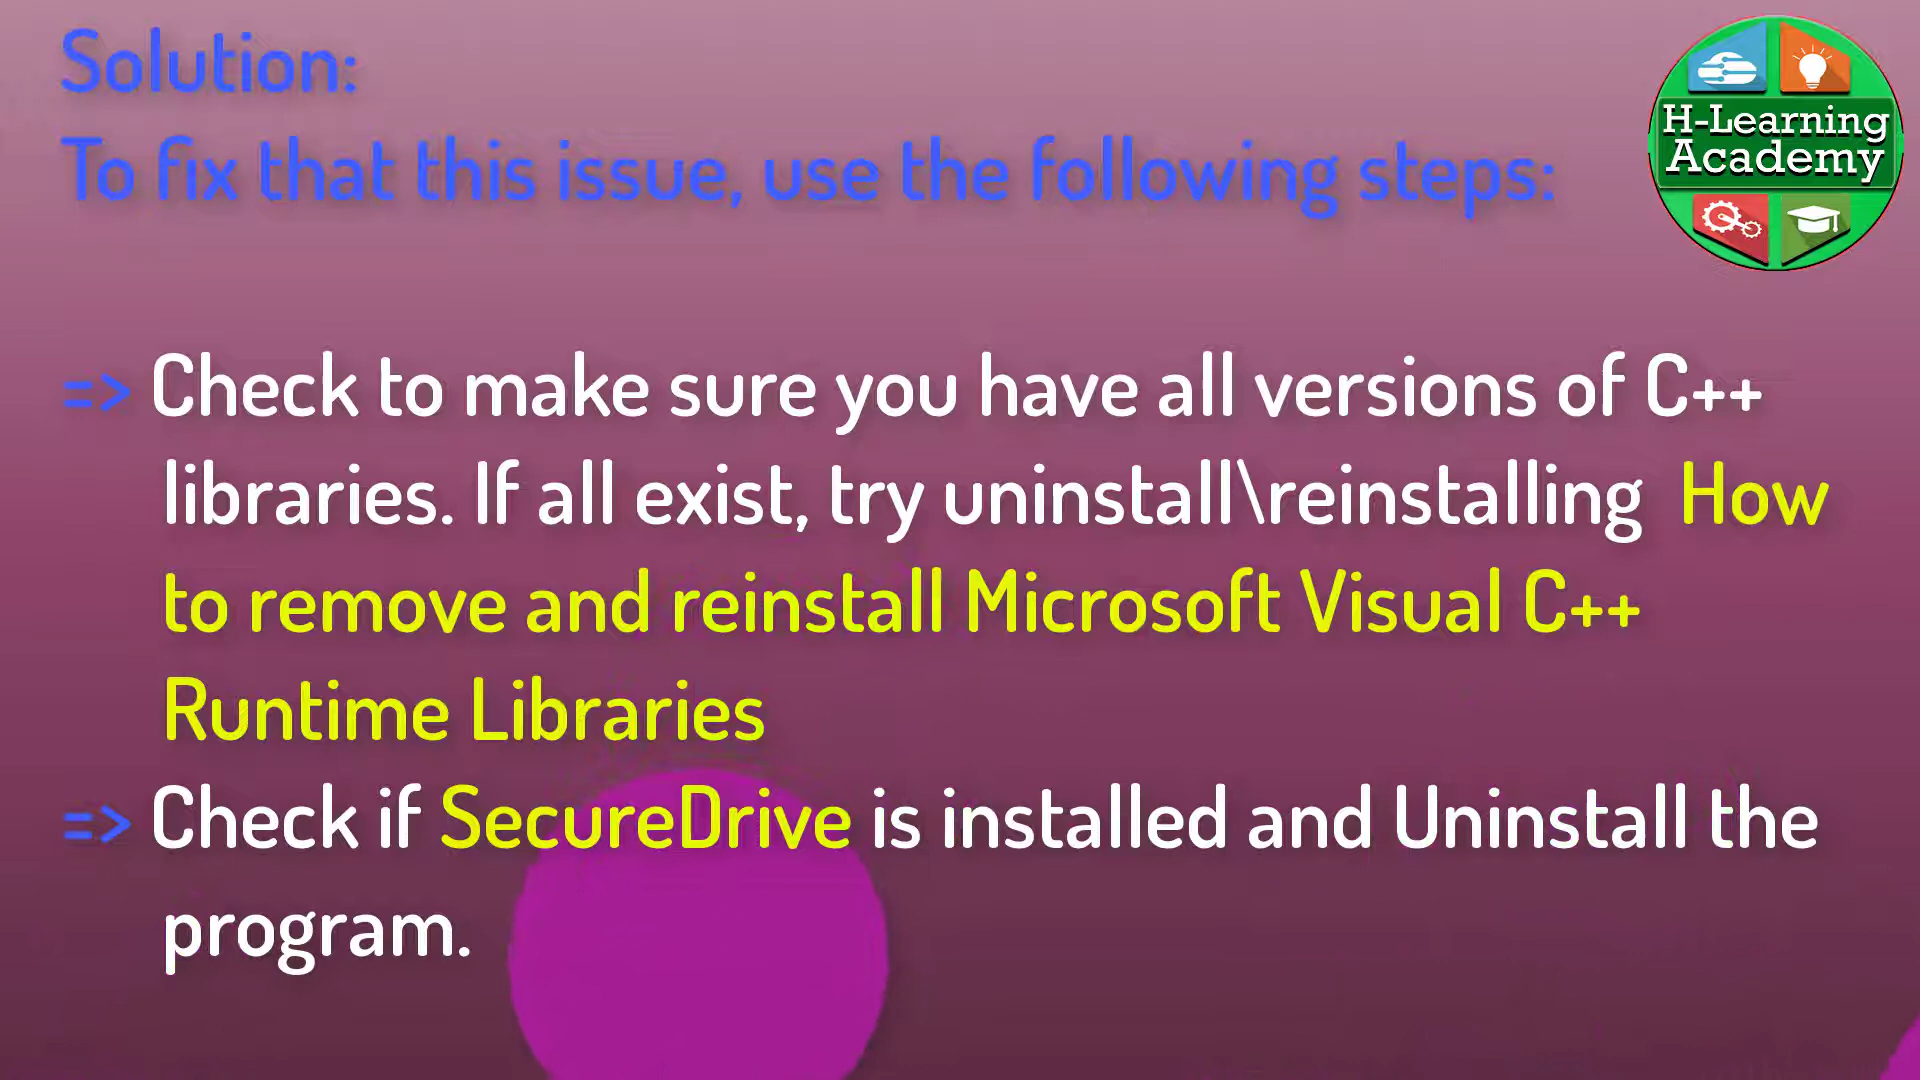 Solution:
To fix that this issue, use the following steps:
H-Learning
Academy
=> Check to make sure you have all versions of C++
libraries. If all exist, try uninstall\reinstalling How
to remove and reinstall Microsoft Visual C++
Runtime Libraries
=> Check if SecureDrive is installed and Uninstall the
program.